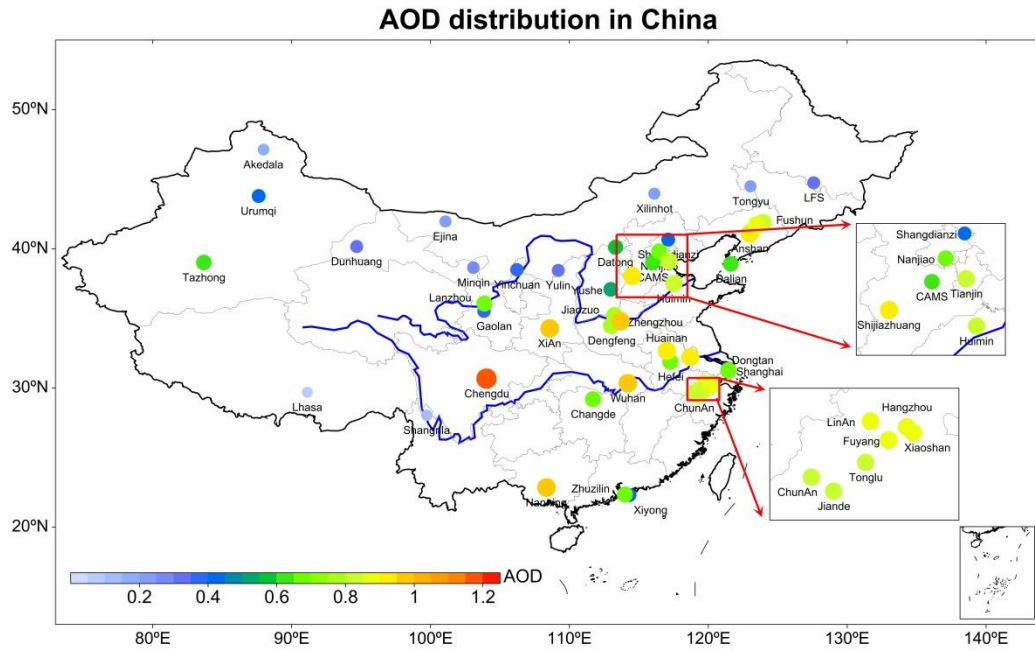 AOD distribution in China
50ºN
40ºN
30ºN
20ºN
Akedala
Urumqi
Tazhong
Dunhuang
Ejina
Minqin
Yinchuan
Yulin
Lanzhou
Gaolan
Xilinhot
Tongyu
LFS
Fushun
Anshan
Datong
Shangdianzi
CAMS
Dalian
Yushe
Huimin
Jiaozuo
Zhengzhou
Dengfeng
XiAn
Huainan
Hefei
Dongtan
Shanghai
Chengdu
Wuhan
Changde
ChunAn
Lhasa
Shangrila
Nanning
Zhuzilin
Xiyong
Shangdianzi
Nanjiao
CAMS
Tianjin
Shijiazhuang
Huimin
Hangzhou
LinAn
Fuyang
Xiaoshan
Tonglu
ChunAn
Jiande
AOD
0.2 0.4 0.6 0.8 1 1.2
80ºE 90ºE 100ºE 110ºE 120ºE 130ºE 140ºE